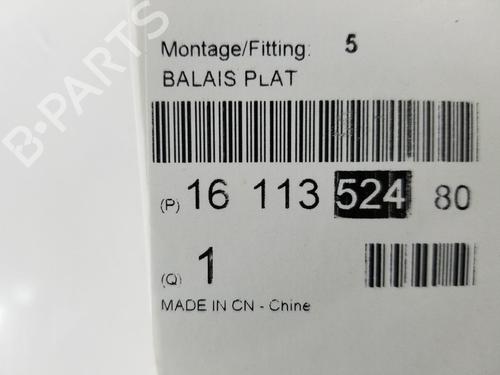 B-PARTS
Montage/Fitting: 5
BALAIS PLAT
(P) 16 113 524 80
(Q) 1
MADE IN CN - Chine